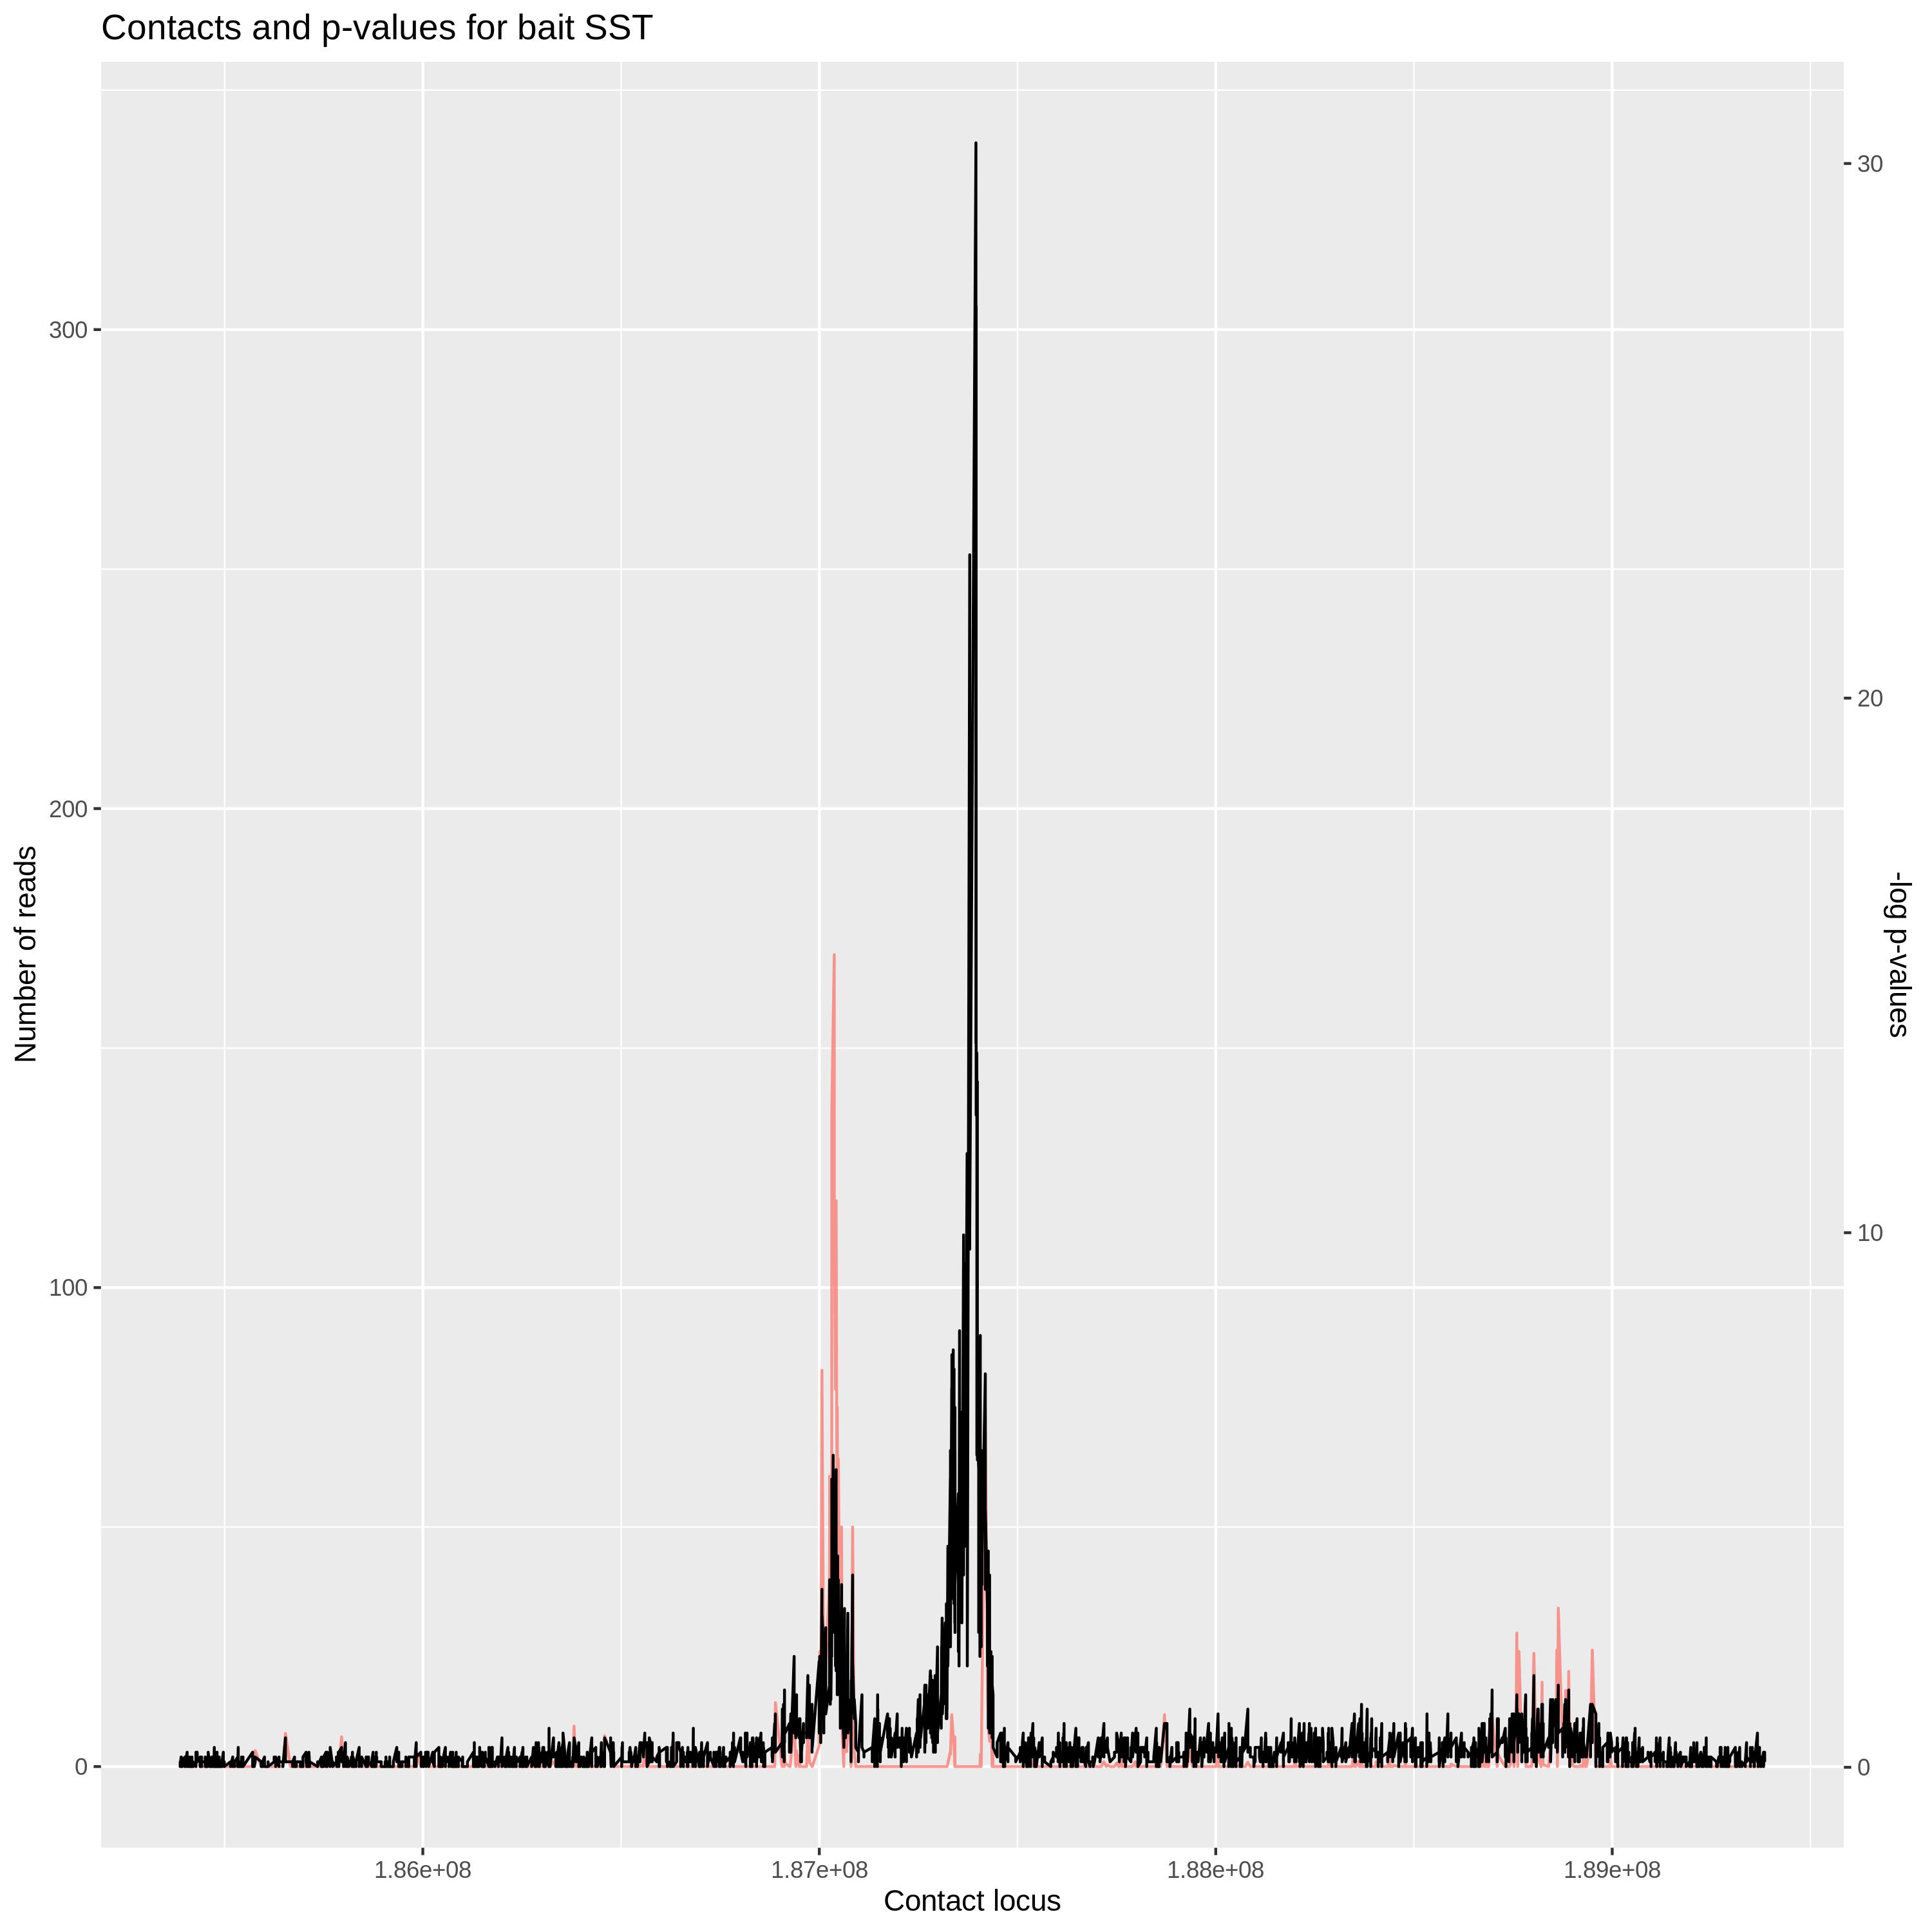 Contacts and p-values for bait SST
Number of reads
300
200
100
0
30
20
10
0
-log p-values
1.86e+08
1.87e+08
1.88e+08
1.89e+08
Contact locus